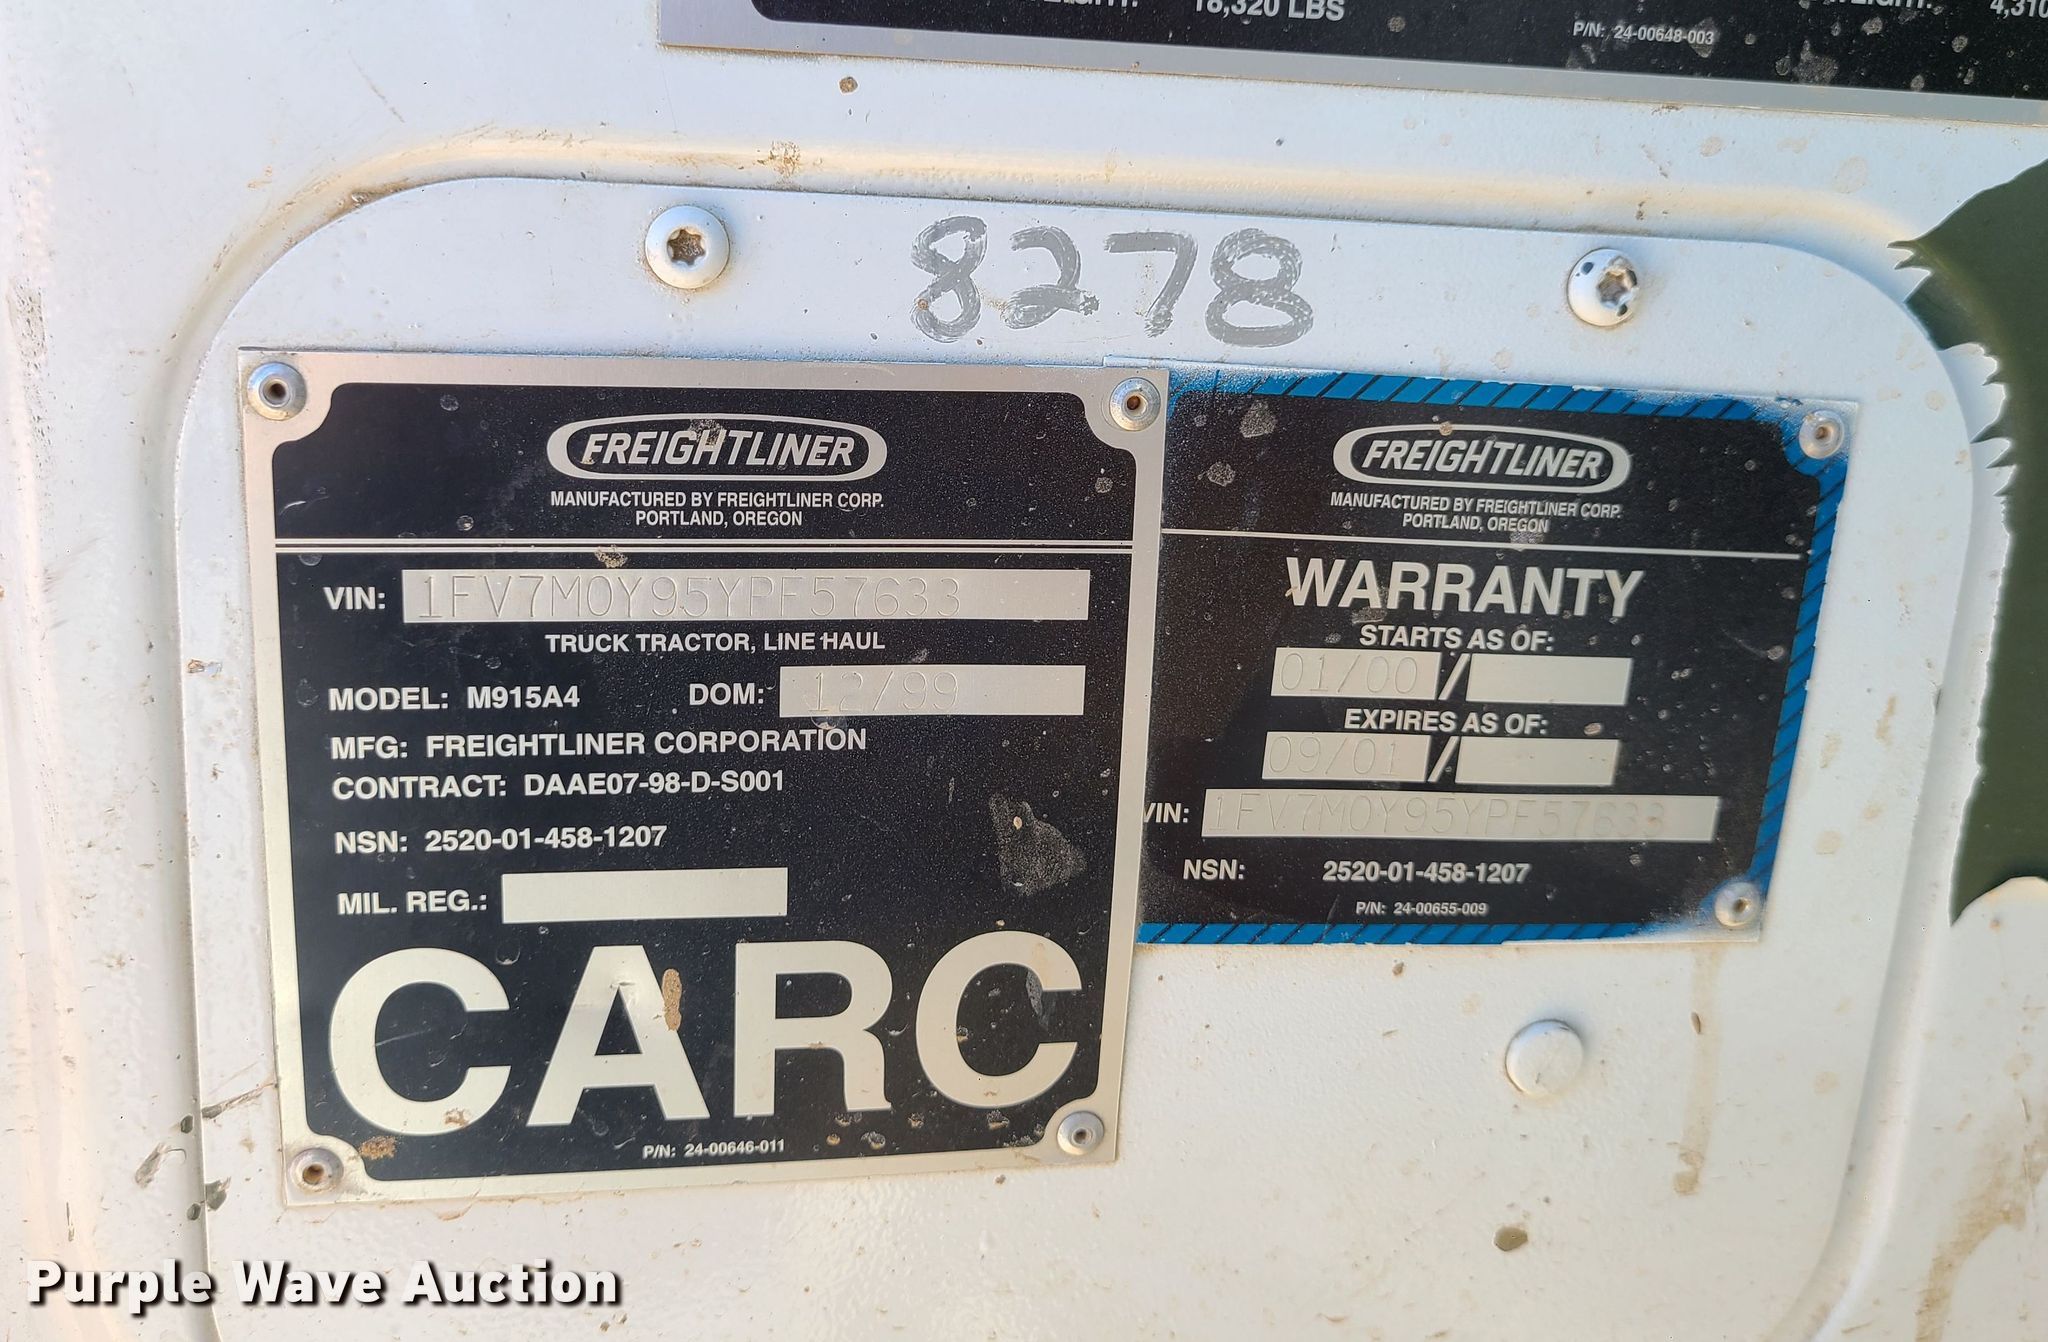 18,320 LBS
P/N: 24-00648-003
8278
FREIGHTLINER
MANUFACTURED BY FREIGHTLINER CORP.
PORTLAND, OREGON
VIN: 1FV7M0Y95YPF57633
TRUCK TRACTOR, LINE HAUL
MODEL: M915A4 DOM: 12/99
MFG: FREIGHTLINER CORPORATION
CONTRACT: DAAE07-98-D-S001
NSN: 2520-01-458-1207
MIL. REG.:
CARC
P/N: 24-00646-011
FREIGHTLINER
MANUFACTURED BY FREIGHTLINER CORP.
PORTLAND, OREGON
WARRANTY
STARTS AS OF:
01/00 /
EXPIRES AS OF:
09/01 /
VIN: 1FV7M0Y95YPF57633
NSN: 2520-01-458-1207
P/N: 24-00655-009
Purple Wave Auction